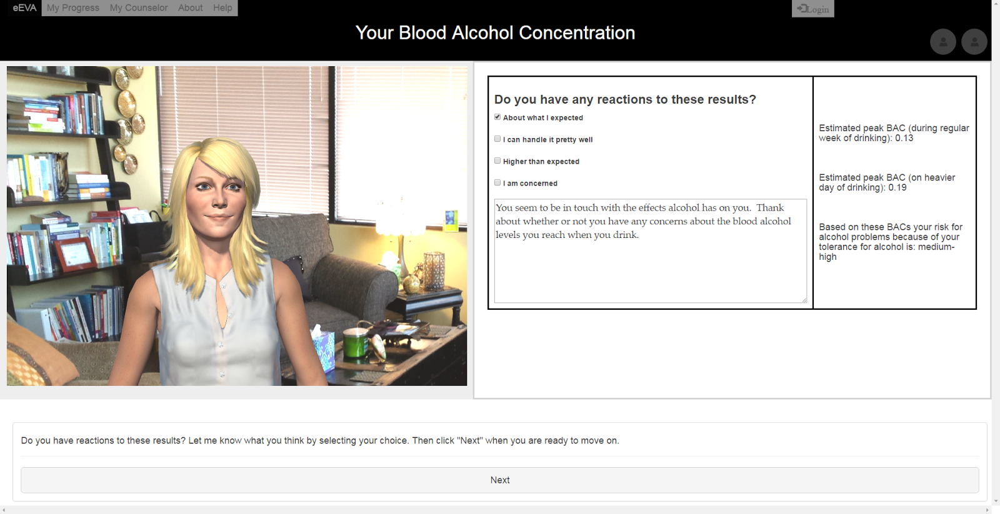 eEVA My Progress My Counselor About Help
Login
Your Blood Alcohol Concentration
Do you have any reactions to these results?
About what I expected
I can handle it pretty well
Higher than expected
I am concerned
You seem to be in touch with the effects alcohol has on you.  Thank
about whether or not you have any concerns about the blood alcohol
levels you reach when you drink.
Estimated peak BAC (during regular
week of drinking): 0.13
Estimated peak BAC (on heavier
day of drinking): 0.19
Based on these BACs your risk for
alcohol problems because of your
tolerance for alcohol is: medium-
high
Do you have reactions to these results? Let me know what you think by selecting your choice. Then click "Next" when you are ready to move on.
Next